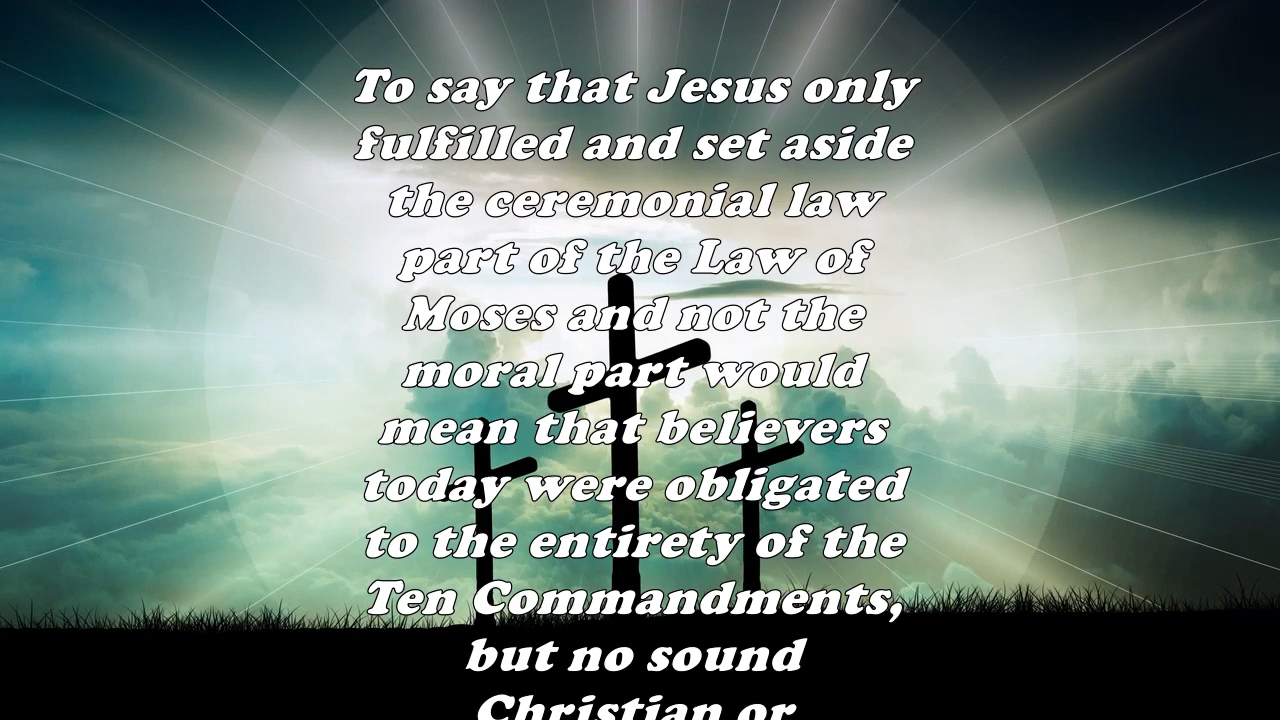 To say that Jesus only
fulfilled and set aside
the ceremonial law
part of the Law of
Moses and not the
moral part would
mean that believers
today were obligated
to the entirety of the
Ten Commandments,
but no sound
Christian or